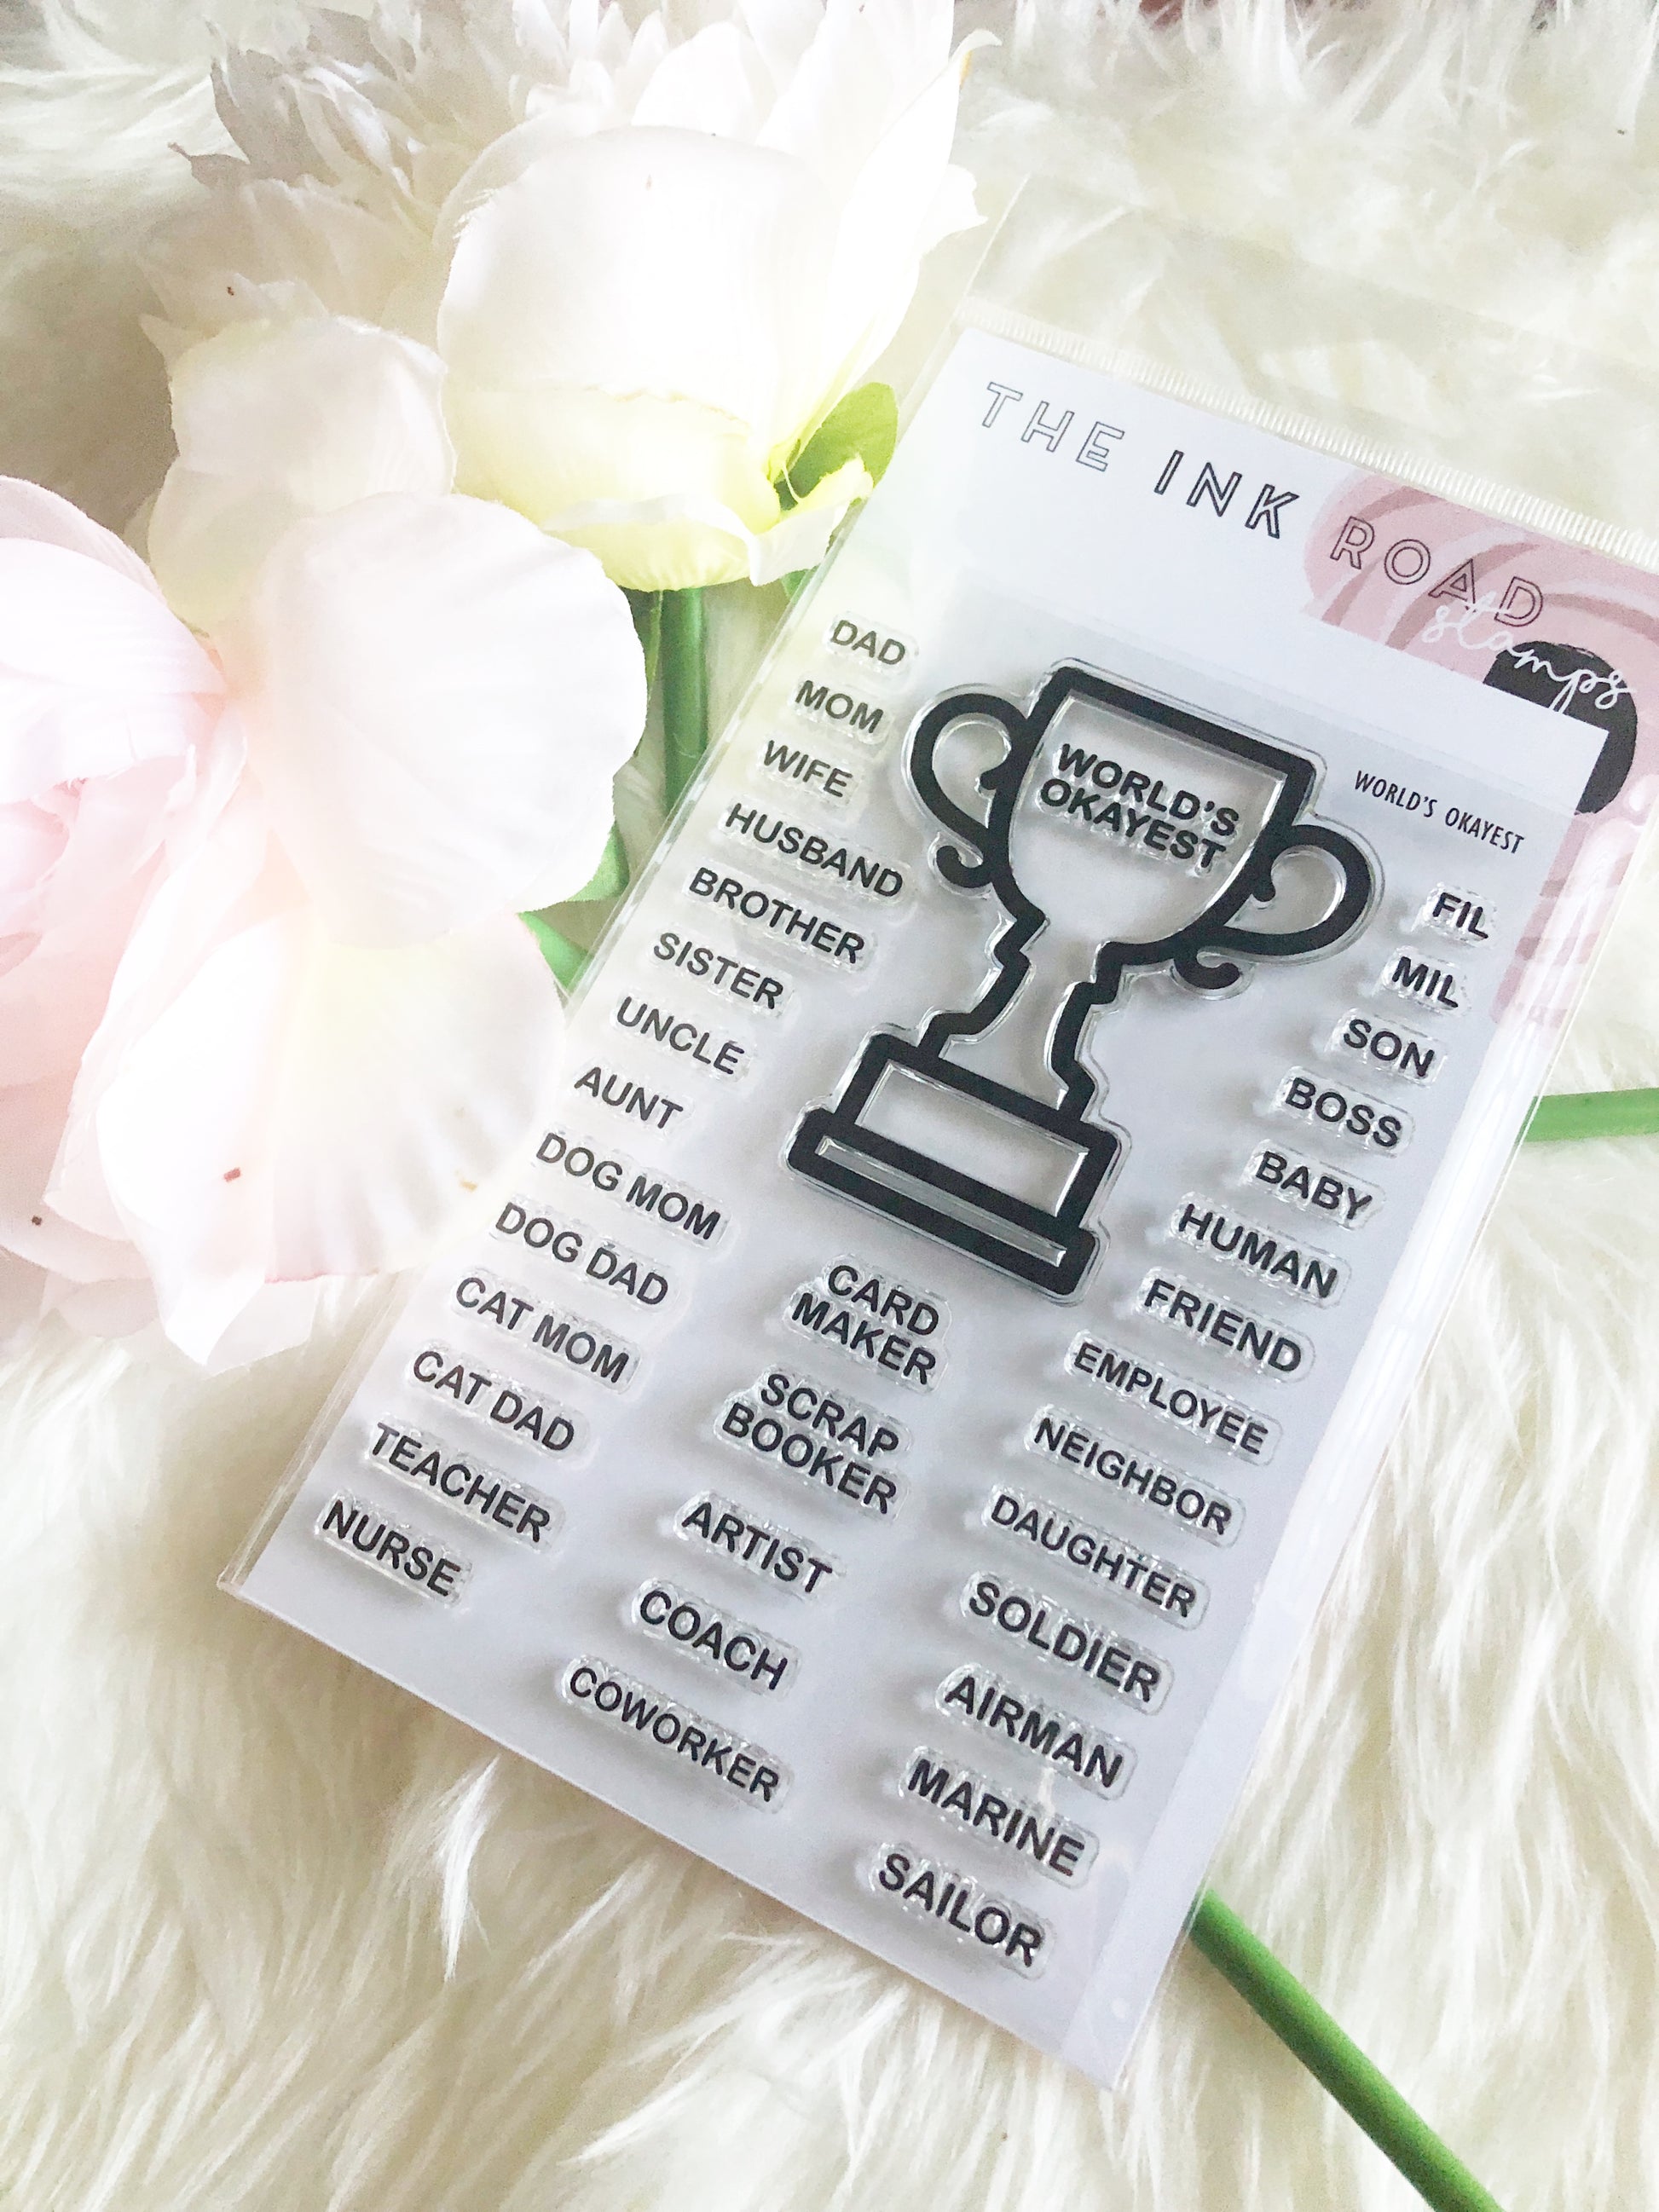 THE INK ROAD
stamps
WORLD'S OKAYEST
WORLD'S
OKAYEST
DAD
MOM
WIFE
HUSBAND
BROTHER
SISTER
UNCLE
AUNT
DOG MOM
DOG DAD
CAT MOM
CAT DAD
TEACHER
NURSE
CARD
MAKER
SCRAP
BOOKER
ARTIST
COACH
COWORKER
FIL
MIL
SON
BOSS
BABY
HUMAN
FRIEND
EMPLOYEE
NEIGHBOR
DAUGHTER
SOLDIER
AIRMAN
MARINE
SAILOR